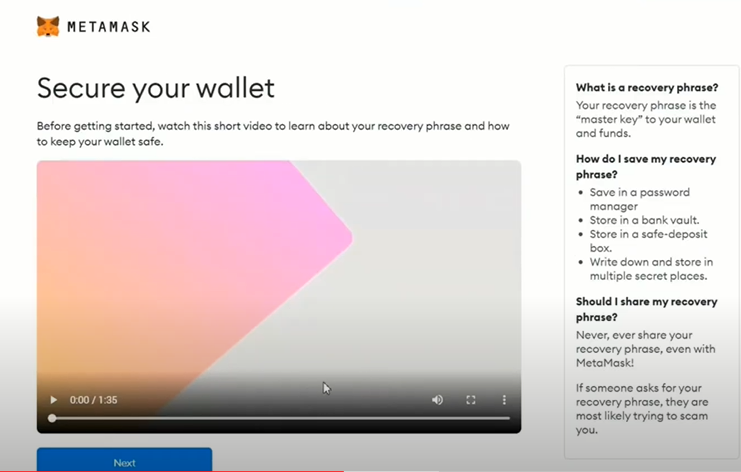 METAMASK
Secure your wallet
Before getting started, watch this short video to learn about your recovery phrase and how
to keep your wallet safe.
0:00 / 1:35
Next
What is a recovery phrase?
Your recovery phrase is the
“master key” to your wallet
and funds.
How do I save my recovery
phrase?
• Save in a password
manager
• Store in a bank vault.
• Store in a safe-deposit
box.
• Write down and store in
multiple secret places.
Should I share my recovery
phrase?
Never, ever share your
recovery phrase, even with
MetaMask!
If someone asks for your
recovery phrase, they are
most likely trying to scam
you.